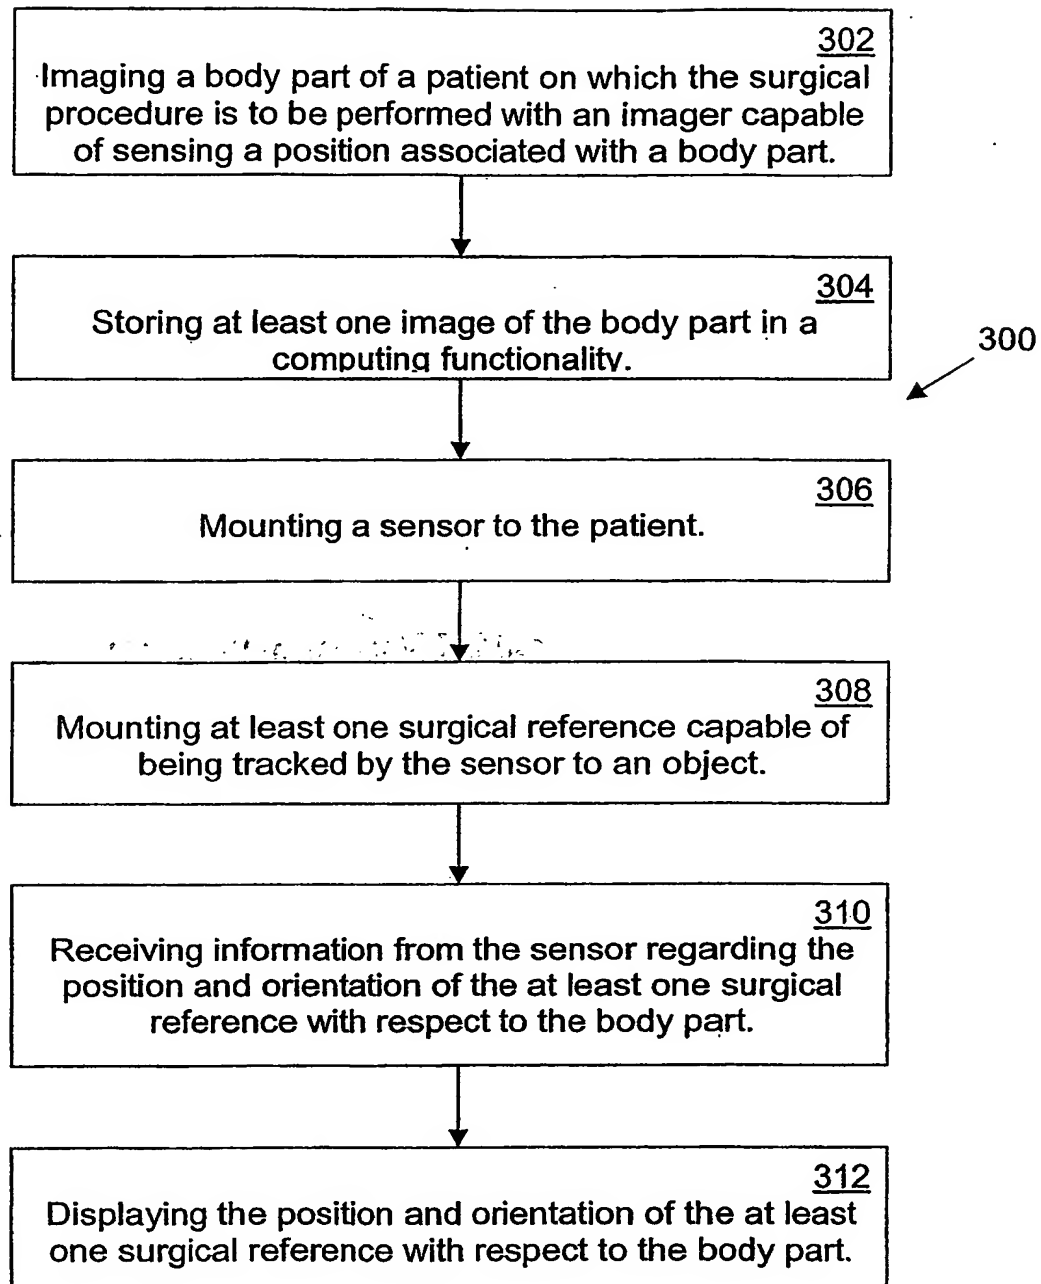 302
Imaging a body part of a patient on which the surgical
procedure is to be performed with an imager capable
of sensing a position associated with a body part.
304
Storing at least one image of the body part in a
computing functionality.
300
306
Mounting a sensor to the patient.
308
Mounting at least one surgical reference capable of
being tracked by the sensor to an object.
310
Receiving information from the sensor regarding the
position and orientation of the at least one surgical
reference with respect to the body part.
312
Displaying the position and orientation of the at least
one surgical reference with respect to the body part.